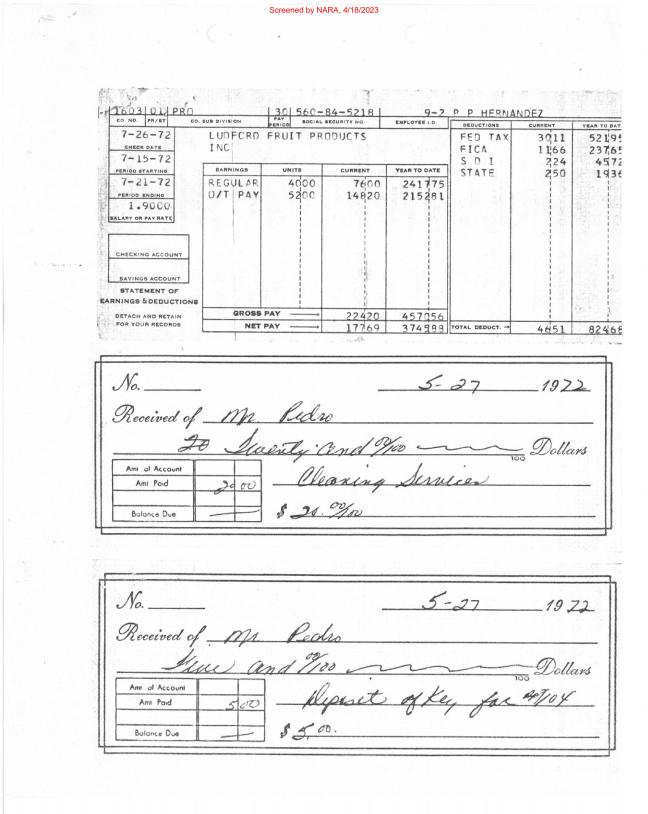 Screened by NARA, 4/18/2023
1603 01 PRO 30 560-84-5218 9-2 P P HERNANDEZ
CO. NO. PR/ST CO. SUB DIVISION PAY PERIOD SOCIAL SECURITY NO. EMPLOYEE I.D. DEDUCTIONS CURRENT YEAR TO DAT
7-26-72 LUDFORD FRUIT PRODUCTS FED TAX 3011 52195
CHECK DATE INC FICA 1166 23765
7-15-72 S D I 224 4572
PERIOD STARTING EARNINGS UNITS CURRENT YEAR TO DATE STATE 250 1936
7-21-72 REGULAR 4000 7600 241775
PERIOD ENDING O/T PAY 5200 14820 215281
1.9000
SALARY OR PAY RATE
CHECKING ACCOUNT
SAVINGS ACCOUNT
STATEMENT OF
EARNINGS & DEDUCTIONS
DETACH AND RETAIN GROSS PAY 22420 457056
FOR YOUR RECORDS NET PAY 17769 374588 TOTAL DEDUCT. 4651 82468
No. 5-27 1972
Received of Mr. Pedro
20 Twenty and 00/100 100 Dollars
Amt of Account
Amt Paid 20 00 Cleaning Services
Balance Due $ 20. 00/100
No. 5-27 1972
Received of Mr. Pedro
Five and 00/100 100 Dollars
Amt of Account
Amt Paid 5 00 Deposit of Key for apt 104
Balance Due $ 5.00.